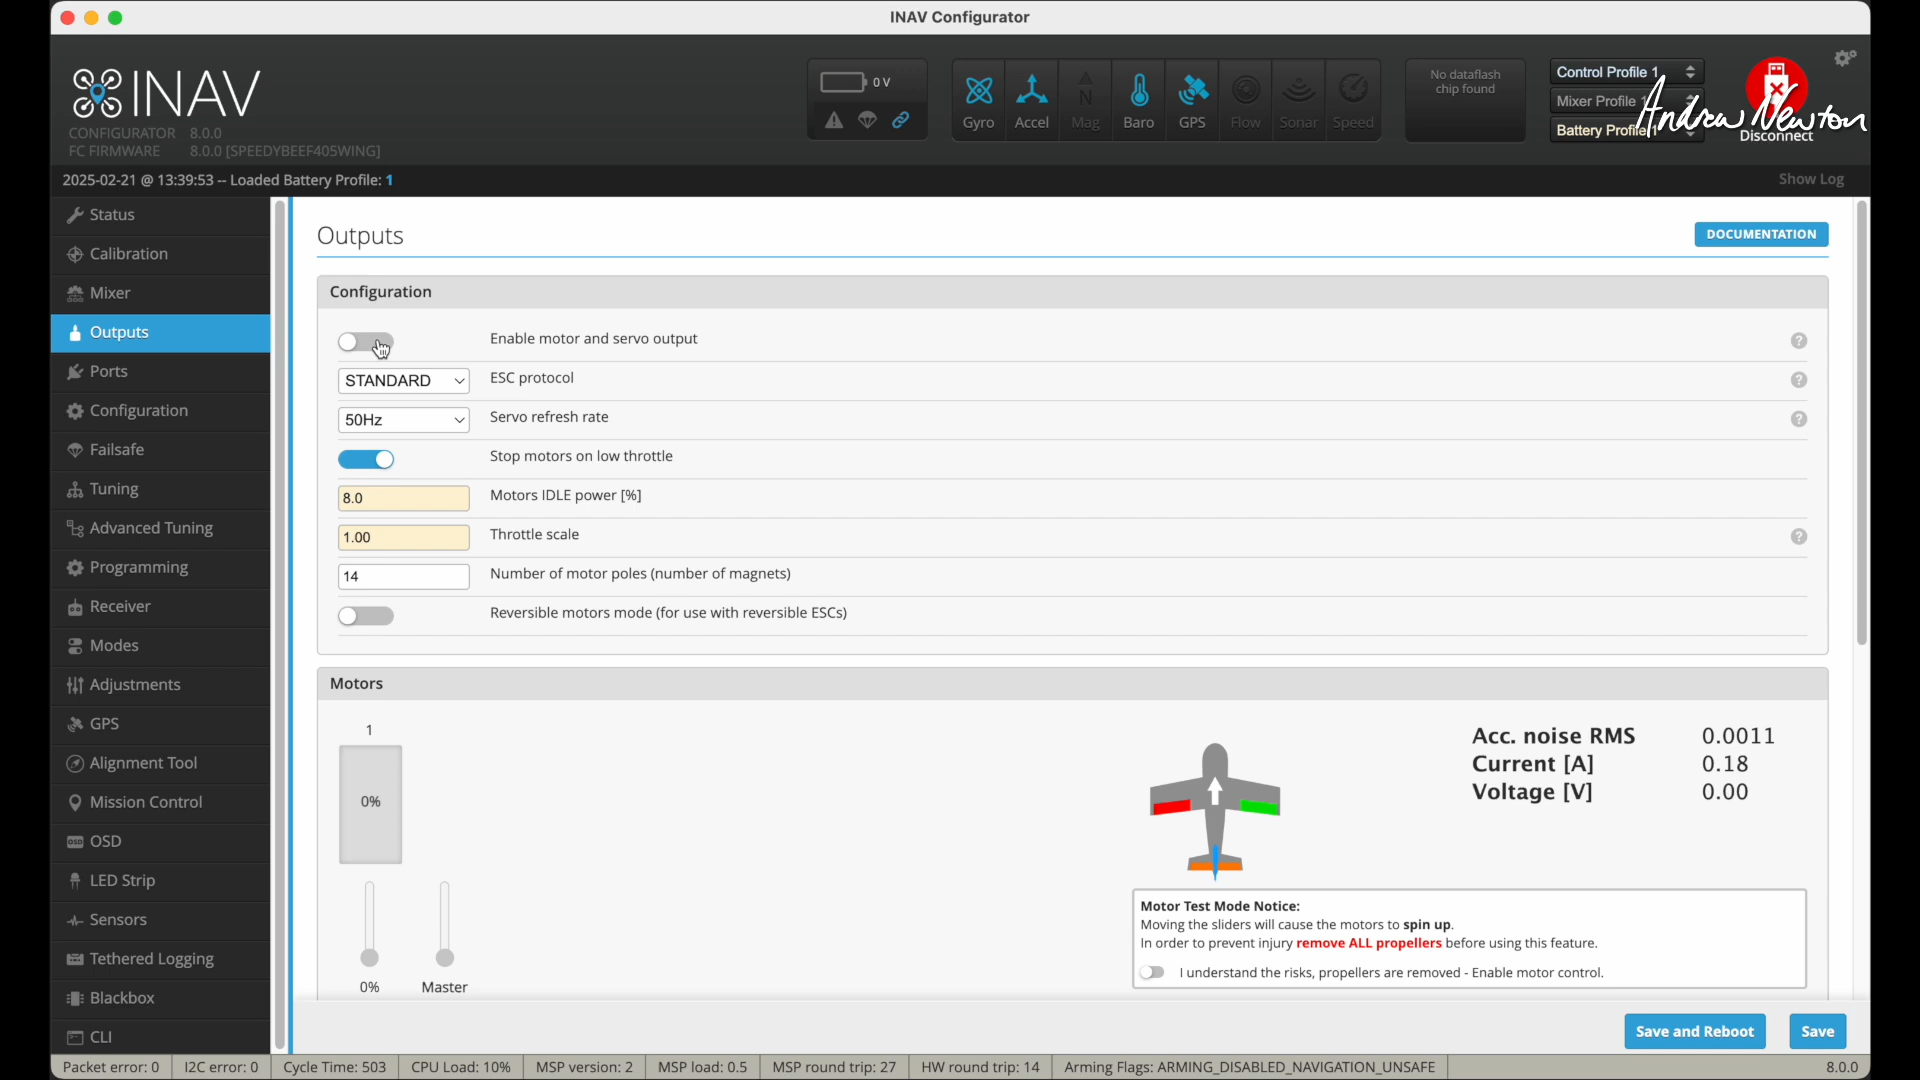 INAV Configurator
INAV
CONFIGURATOR 8.0.0
FC FIRMWARE 8.0.0 [SPEEDYBEEF405WING]
0 V
Gyro
Accel
N
Mag
Baro
GPS
Flow
Sonar
Speed
No dataflash
chip found
Control Profile 1
Mixer Profile 1
Battery Profile 1
Andrew Newton
Disconnect
2025-02-21 @ 13:39:53 -- Loaded Battery Profile: 1
Show Log
Status
Calibration
Mixer
Outputs
Ports
Configuration
Failsafe
Tuning
Advanced Tuning
Programming
Receiver
Modes
Adjustments
GPS
Alignment Tool
Mission Control
OSD
OSD
LED Strip
Sensors
Tethered Logging
Blackbox
CLI
Outputs
DOCUMENTATION
Configuration
Enable motor and servo output ?
STANDARD ESC protocol ?
50Hz Servo refresh rate ?
Stop motors on low throttle
8.0 Motors IDLE power [%]
1.00 Throttle scale ?
14 Number of motor poles (number of magnets)
Reversible motors mode (for use with reversible ESCs)
Motors
1
0%
0%
Master
Acc. noise RMS 0.0011
Current [A] 0.18
Voltage [V] 0.00
Motor Test Mode Notice:
Moving the sliders will cause the motors to spin up.
In order to prevent injury remove ALL propellers before using this feature.
I understand the risks, propellers are removed - Enable motor control.
Save and Reboot
Save
Packet error: 0
I2C error: 0
Cycle Time: 503
CPU Load: 10%
MSP version: 2
MSP load: 0.5
MSP round trip: 27
HW round trip: 14
Arming Flags: ARMING_DISABLED_NAVIGATION_UNSAFE
8.0.0